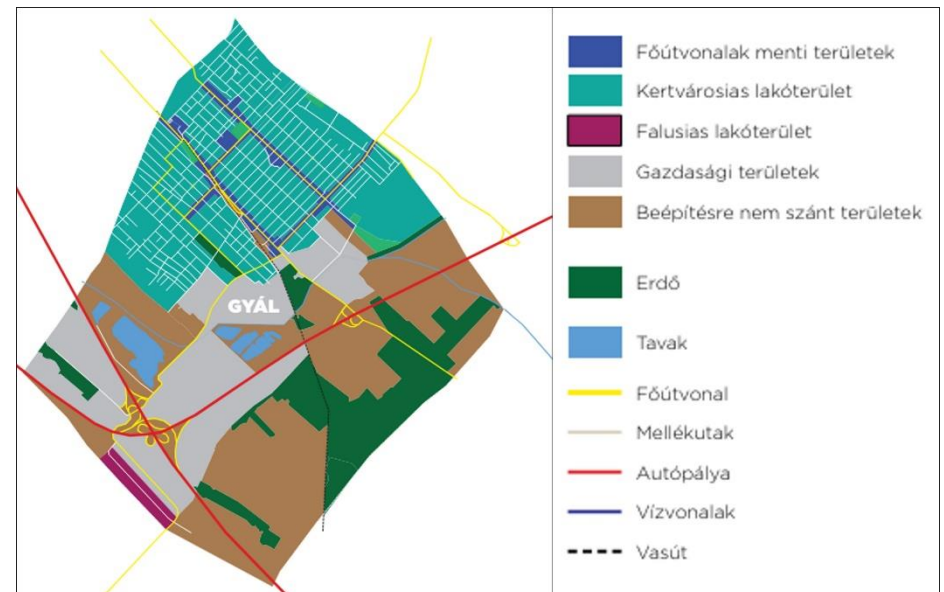 GYÁL
Főútvonalak menti területek
Kertvárosias lakóterület
Falusias lakóterület
Gazdasági területek
Beépítésre nem szánt területek
Erdő
Tavak
Főútvonal
Mellékutak
Autópálya
Vízvonalak
Vasút